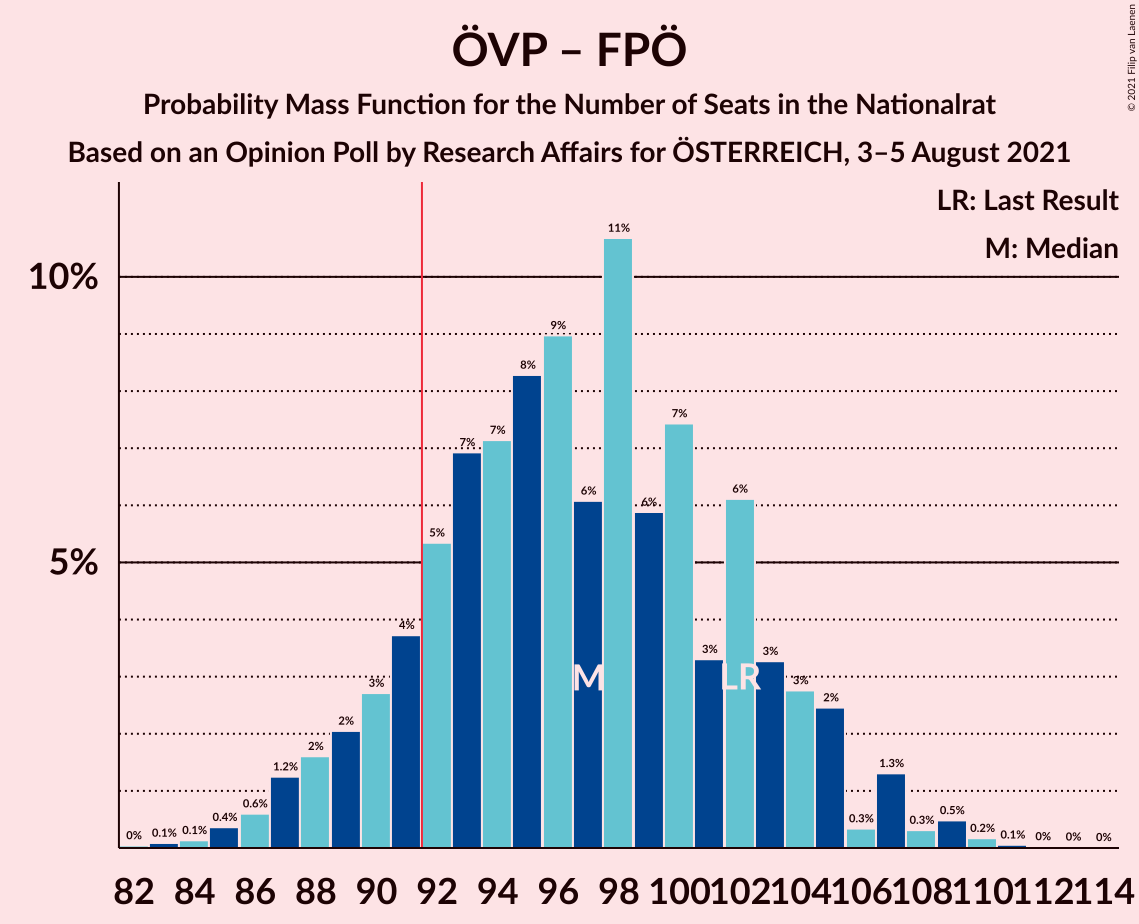 ÖVP – FPÖ
Probability Mass Function for the Number of Seats in the Nationalrat
Based on an Opinion Poll by Research Affairs for ÖSTERREICH, 3–5 August 2021
© 2021 Filip van Laenen
LR: Last Result
M: Median
10%
5%
0% 0.1% 0.1% 0.4% 0.6% 1.2% 2% 2% 3% 4% 5% 7% 7% 8% 9% 6% 11% 6% 7% 3% 6% 3% 3% 2% 0.3% 1.3% 0.3% 0.5% 0.2% 0.1% 0% 0% 0%
M LR
82 84 86 88 90 92 94 96 98 100 102 104 106 108 110 112 114